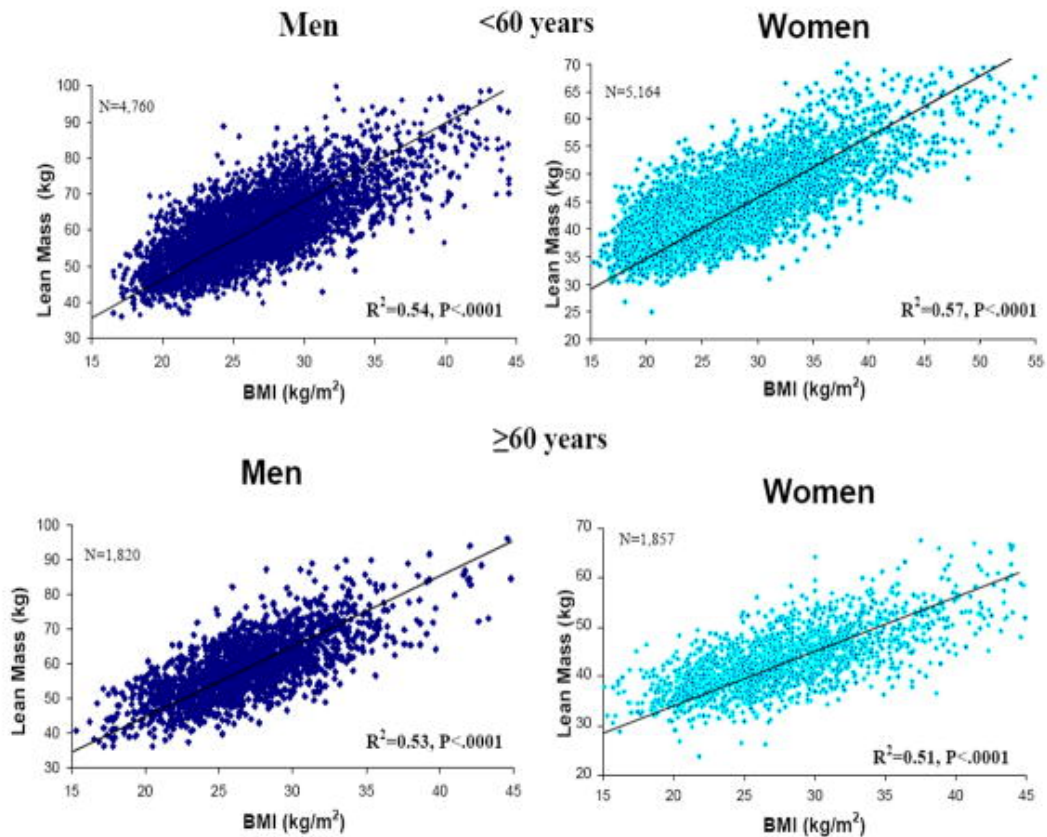 Men
<60 years
Women
N=4,760
Lean Mass (kg)
100
90
80
70
60
50
40
30
R²=0.54, P<.0001
15 20 25 30 35 40 45
BMI (kg/m²)
N=5,164
Lean Mass (kg)
70
65
60
55
50
45
40
35
30
25
20
R²=0.57, P<.0001
15 20 25 30 35 40 45 50 55
BMI (kg/m²)
≥60 years
Men
Women
N=1,820
Lean Mass (kg)
100
90
80
70
60
50
40
30
R²=0.53, P<.0001
15 20 25 30 35 40 45
BMI (kg/m²)
N=1,857
Lean Mass (kg)
70
60
50
40
30
20
R²=0.51, P<.0001
15 20 25 30 35 40 45
BMI (kg/m²)